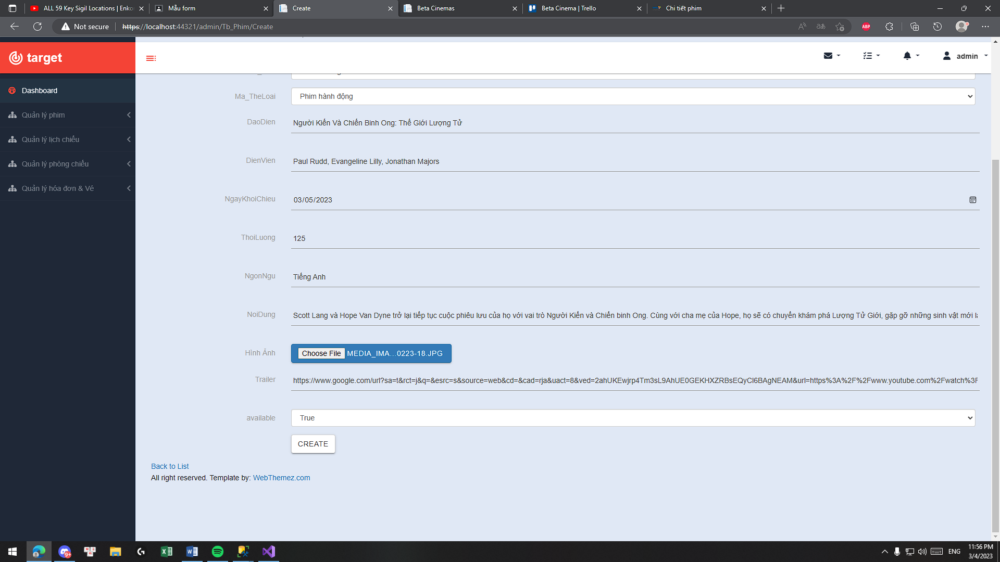 ALL 59 Key Sigil Locations | Enko
Mẫu form
Create
Beta Cinemas
Beta Cinema | Trello
Chi tiết phim
Not secure
https://localhost:44321/admin/Tb_Phim/Create
ABP
target
admin
Dashboard
Quản lý phim
Quản lý lịch chiếu
Quản lý phòng chiếu
Quản lý hóa đơn & Vé
Ma_TheLoai
Phim hành động
DaoDien
Người Kiến Và Chiến Binh Ong: Thế Giới Lượng Tử
DienVien
Paul Rudd, Evangeline Lilly, Jonathan Majors
NgayKhoiChieu
03/05/2023
ThoiLuong
125
NgonNgu
Tiếng Anh
NoiDung
Scott Lang và Hope Van Dyne trở lại tiếp tục cuộc phiêu lưu của họ với vai trò Người Kiến và Chiến binh Ong. Cùng với cha mẹ của Hope, họ sẽ có chuyến khám phá Lượng Tử Giới, gặp gỡ những sinh vật mới lạ
Hình Ảnh
Choose File MEDIA_IMA...0223-18.JPG
Trailer
https://www.google.com/url?sa=t&rct=j&q=&esrc=s&source=web&cd=&cad=rja&uact=8&ved=2ahUKEwjrp4Tm3sL9AhUE0GEKHXZRBsEQyCl6BAgNEAM&url=https%3A%2F%2Fwww.youtube.com%2Fwatch%3F
available
True
CREATE
Back to List
All right reserved. Template by: WebThemez.com
9+
ENG
11:56 PM
3/4/2023